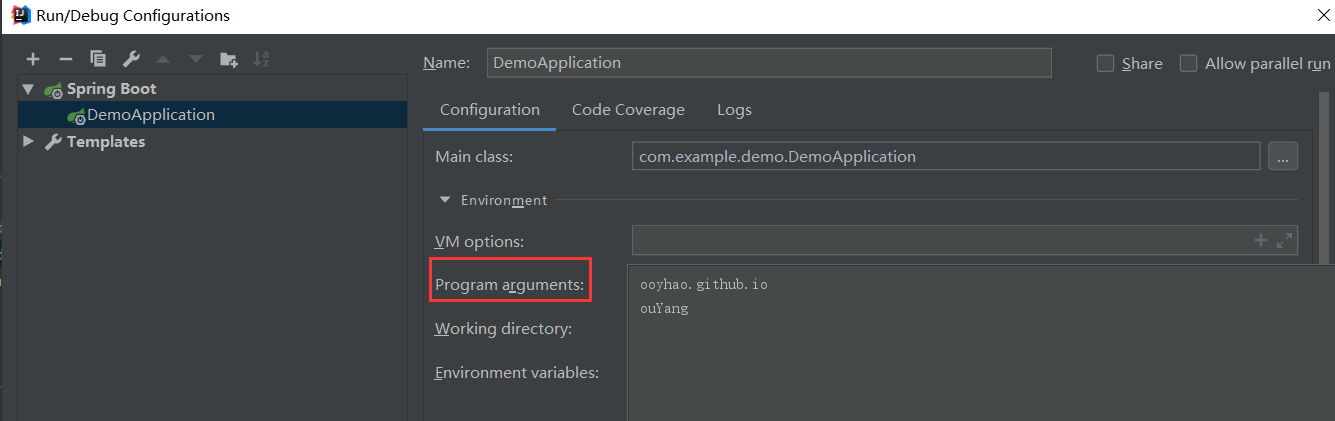 Run/Debug Configurations
Spring Boot
DemoApplication
Templates
Name: DemoApplication
Share
Allow parallel run
Configuration Code Coverage Logs
Main class: com.example.demo.DemoApplication ...
Environment
VM options:
Program arguments: ooyhao.github.io
ouYang
Working directory:
Environment variables: